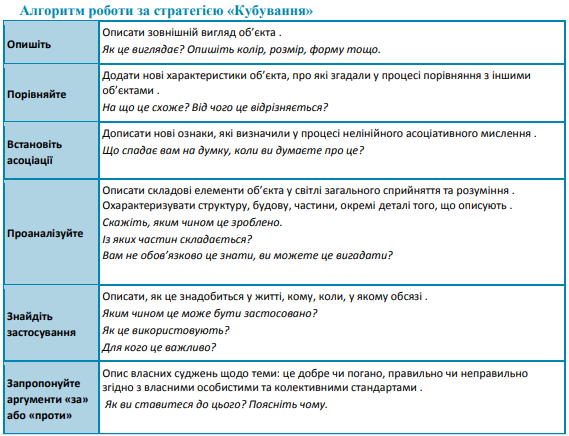 Алгоритм роботи за стратегією «Кубування»
Опишіть
Описати зовнішній вигляд об’єкта .
Як це виглядає? Опишіть колір, розмір, форму тощо.
Порівняйте
Додати нові характеристики об’єкта, про які згадали у процесі порівняння з іншими
об’єктами .
На що це схоже? Від чого це відрізняється?
Встановіть
асоціації
Дописати нові ознаки, які визначили у процесі нелінійного асоціативного мислення .
Що спадає вам на думку, коли ви думаєте про це?
Проаналізуйте
Описати складові елементи об’єкта у світлі загального сприйняття та розуміння .
Охарактеризувати структуру, будову, частини, окремі деталі того, що описують .
Скажіть, яким чином це зроблено.
Із яких частин складається?
Вам не обов’язково це знати, ви можете це вигадати?
Знайдіть
застосування
Описати, як це знадобиться у житті, кому, коли, у якому обсязі .
Яким чином це може бути застосовано?
Як це використовують?
Для кого це важливо?
Запропонуйте
аргументи «за»
або «проти»
Опис власних суджень щодо теми: це добре чи погано, правильно чи неправильно
згідно з власними особистими та колективними стандартами .
Як ви ставитеся до цього? Поясніть чому.